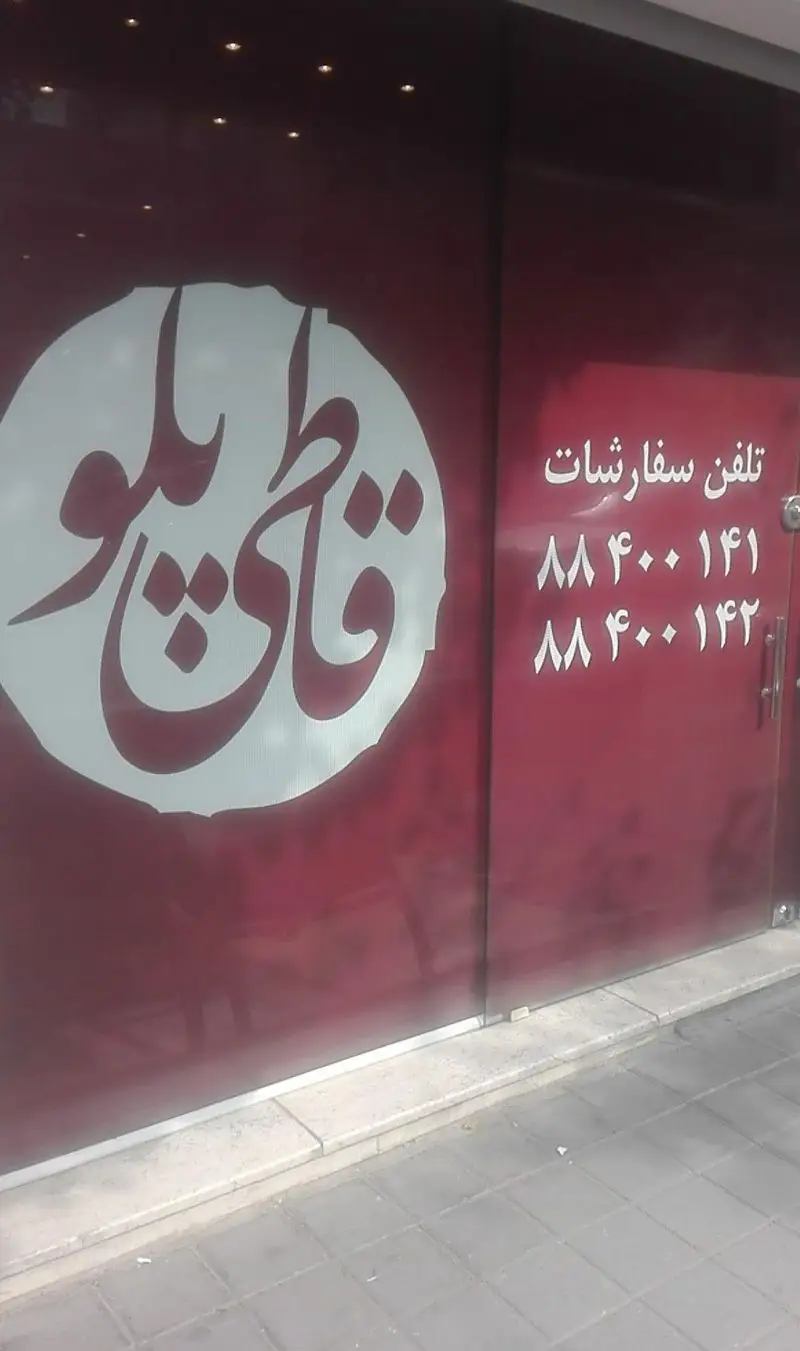 قاطی پلو
تلفن سفارشات
۸۸ ۴۰۰ ۱۴۱
۸۸ ۴۰۰ ۱۴۲